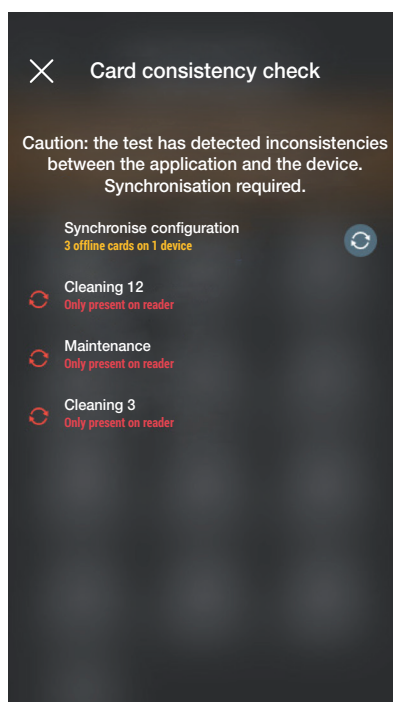 Card consistency check
Caution: the test has detected inconsistencies
between the application and the device.
Synchronisation required.
Synchronise configuration
3 offline cards on 1 device
Cleaning 12
Only present on reader
Maintenance
Only present on reader
Cleaning 3
Only present on reader